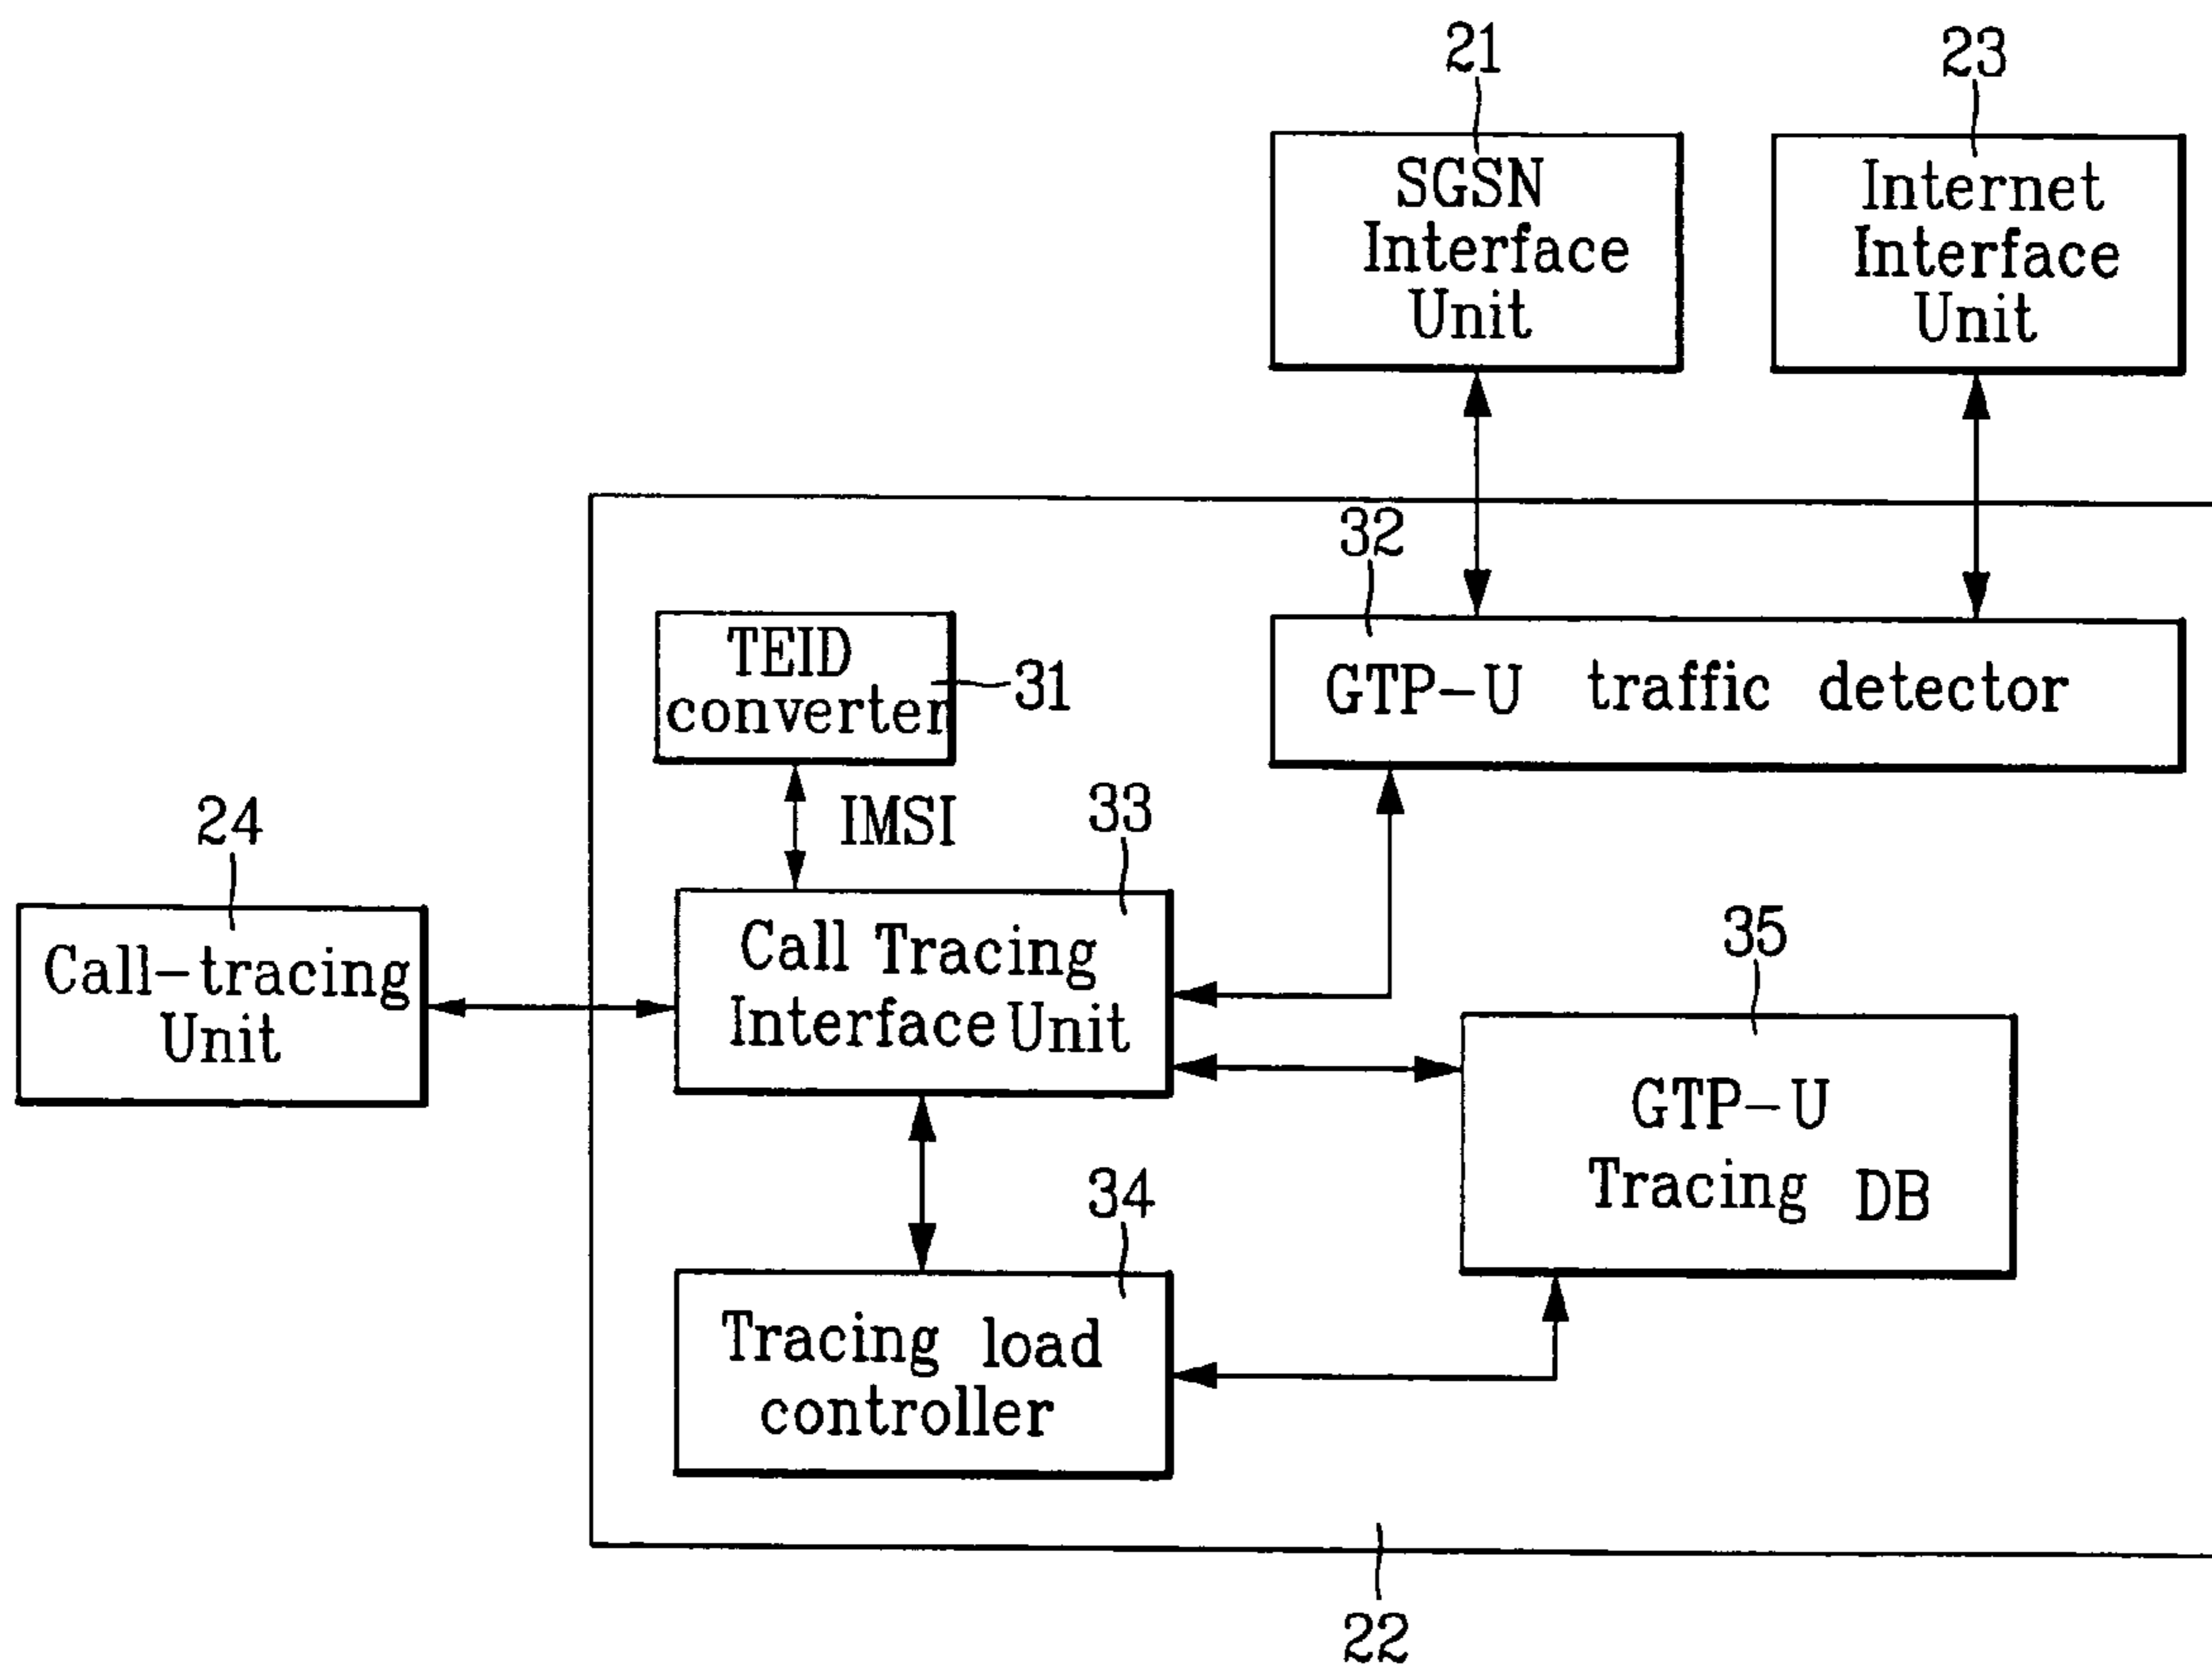 21
23
SGSN
Interface
Unit
Internet
Interface
Unit
32
TEID
converter
31
GTP-U traffic detector
IMSI
33
24
Call-tracing
Unit
Call Tracing
Interface Unit
35
GTP-U
Tracing DB
34
Tracing load
controller
22